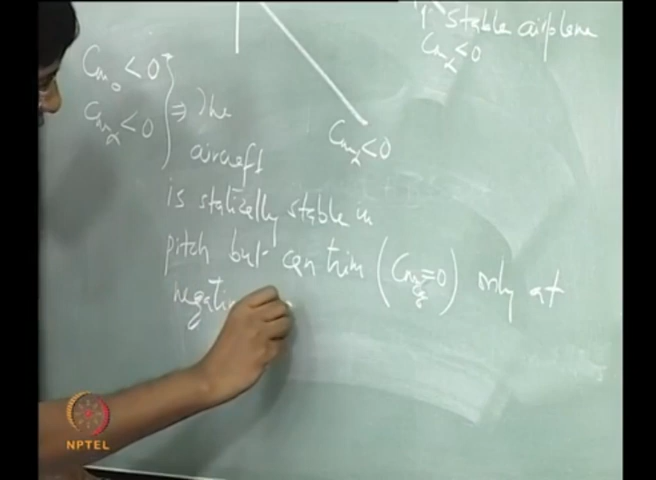 stable airplane
Cmα<0
Cm0 < 0
Cmα < 0 } ⇒ The
aircraft
Cmα<0
is statically stable in
pitch but can trim (Cmcg=0) only at
negative
NPTEL